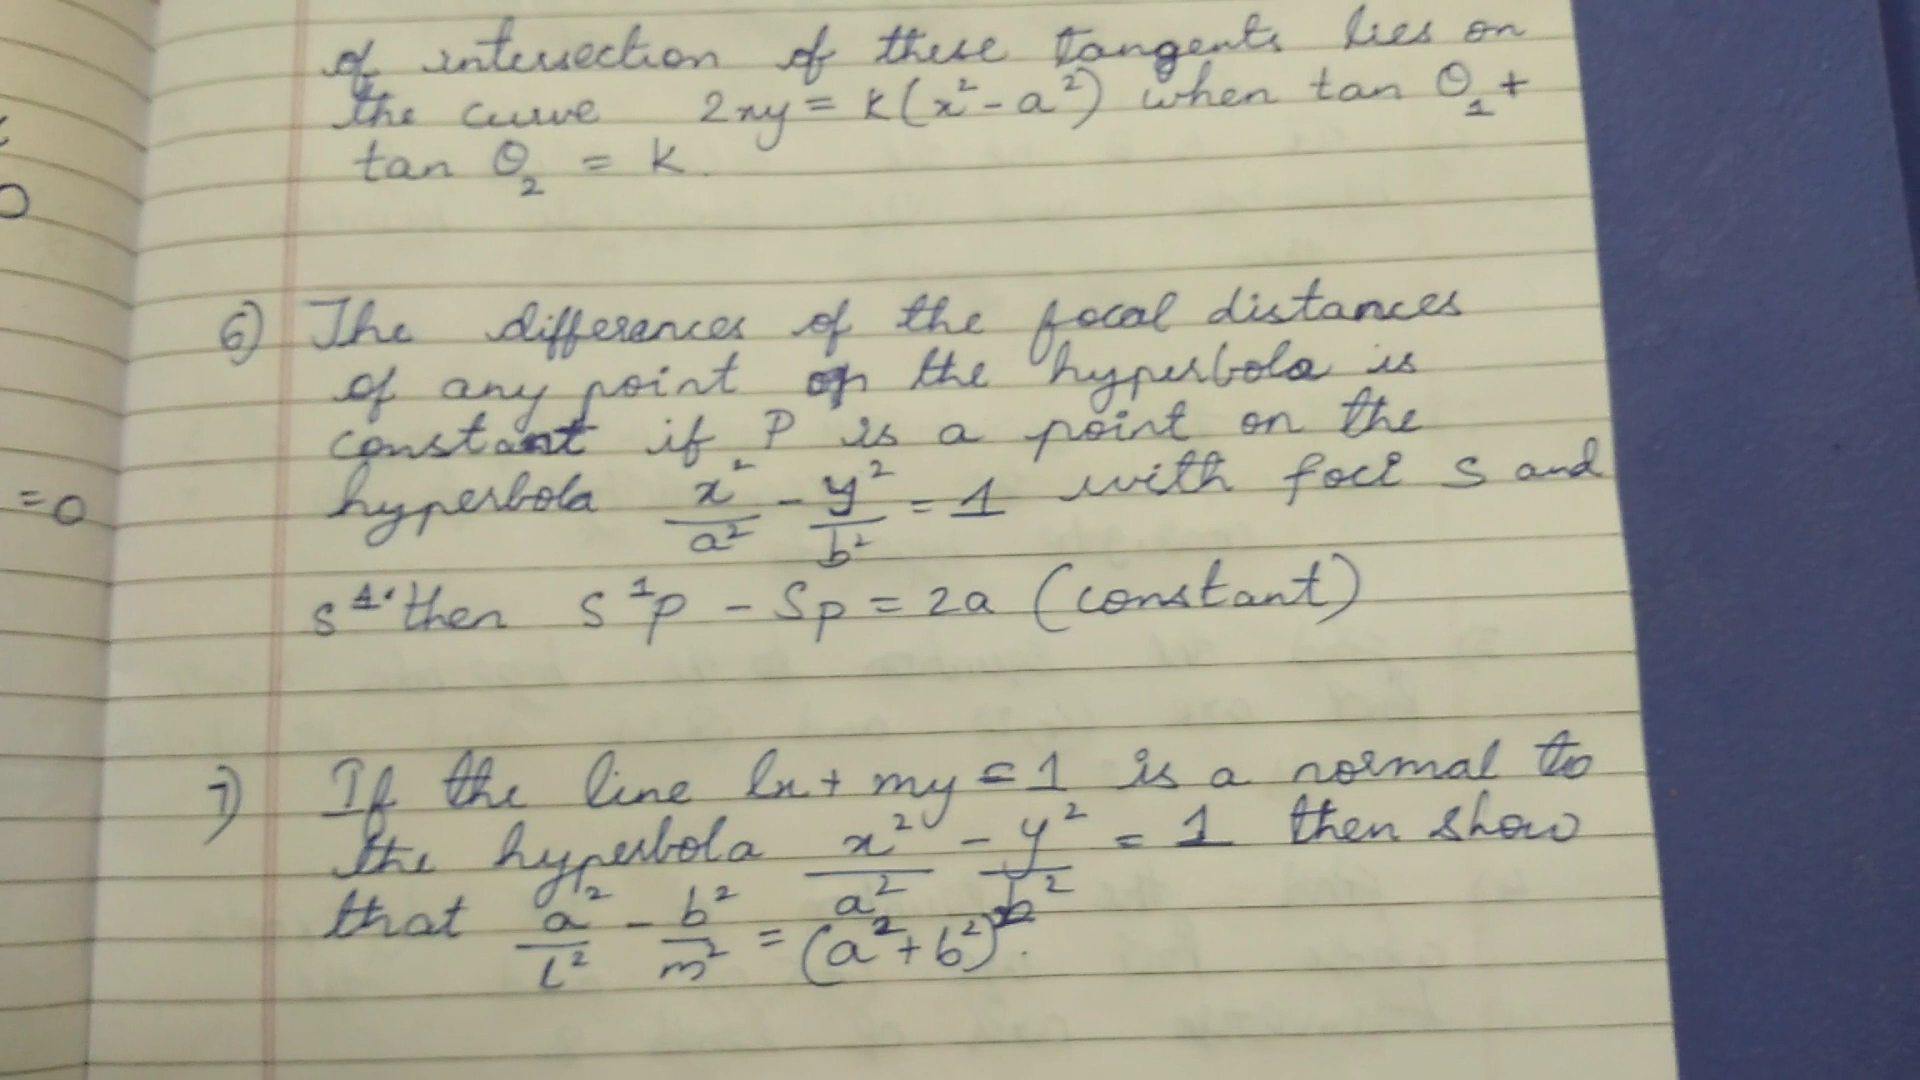 of intersection of these tangents lies on
the curve 2xy = k(x² - a²) when tan θ₁ +
tan θ₂ = k.
6) The differences of the focal distances
of any point on the hyperbola is
constant if P is a point on the
hyperbola x²/a² - y²/b² = 1 with foci S and
S¹ then S¹p - Sp = 2a (constant)
=0
7) If the line lx + my = 1 is a normal to
the hyperbola x²/a² - y²/b² = 1 then show
that a²/l² - b²/m² = (a² + b²)².